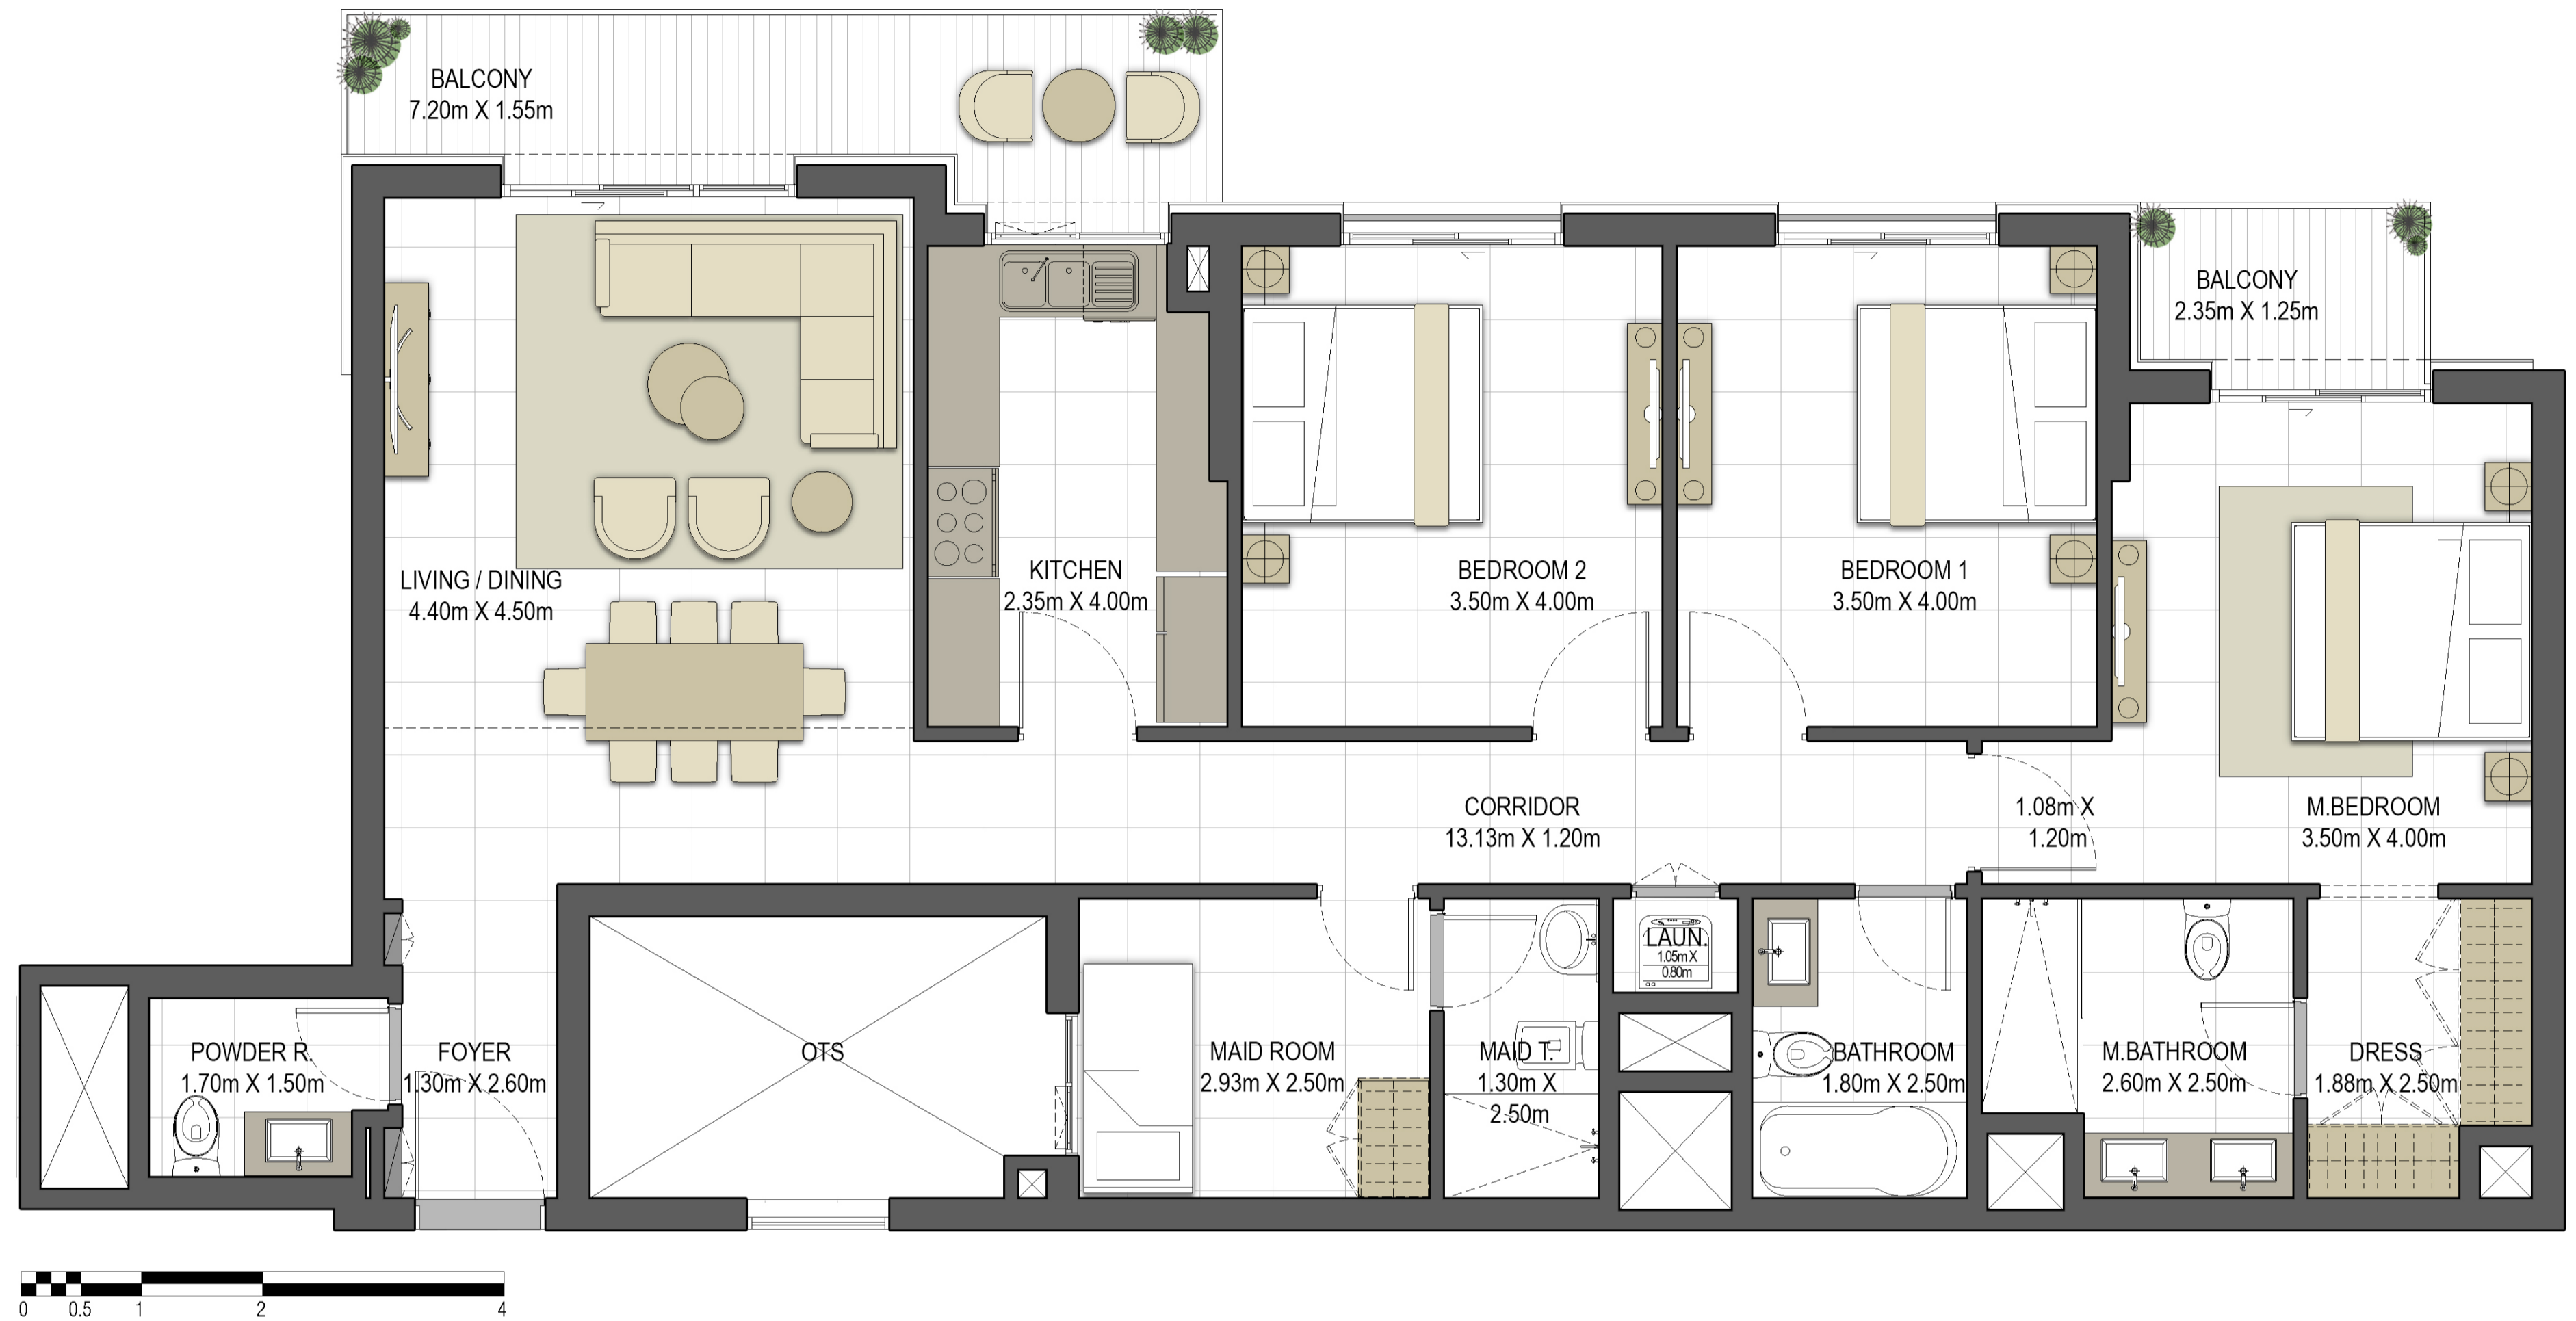 BALCONY
7.20m X 1.55m
BALCONY
2.35m X 1.25m
LIVING / DINING
4.40m X 4.50m
KITCHEN
2.35m X 4.00m
BEDROOM 2
3.50m X 4.00m
BEDROOM 1
3.50m X 4.00m
CORRIDOR
13.13m X 1.20m
1.08m X
1.20m
M.BEDROOM
3.50m X 4.00m
LAUN.
1.05m X
0.80m
POWDER R.
1.70m X 1.50m
FOYER
1.30m X 2.60m
OTS
MAID ROOM
2.93m X 2.50m
MAID T.
1.30m X
2.50m
BATHROOM
1.80m X 2.50m
M.BATHROOM
2.60m X 2.50m
DRESS
1.88m X 2.50m
0 0.5 1 2 4